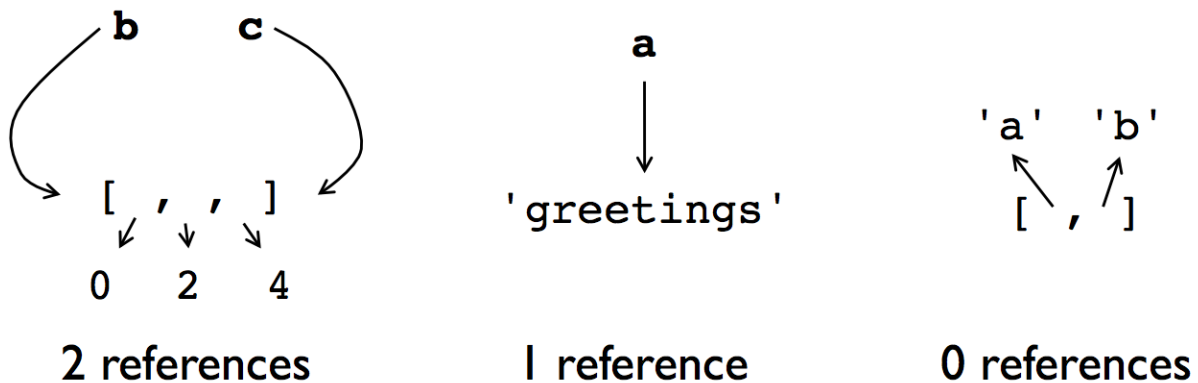 b c
[ , , ]
0 2 4
2 references
a
'greetings'
1 reference
'a' 'b'
[ , ]
0 references